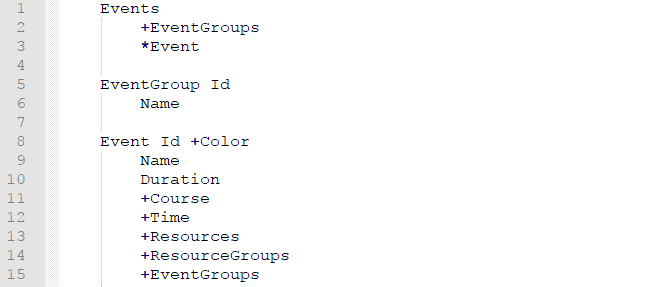 1 Events
2 +EventGroups
3 *Event
4
5 EventGroup Id
6 Name
7
8 Event Id +Color
9 Name
10 Duration
11 +Course
12 +Time
13 +Resources
14 +ResourceGroups
15 +EventGroups